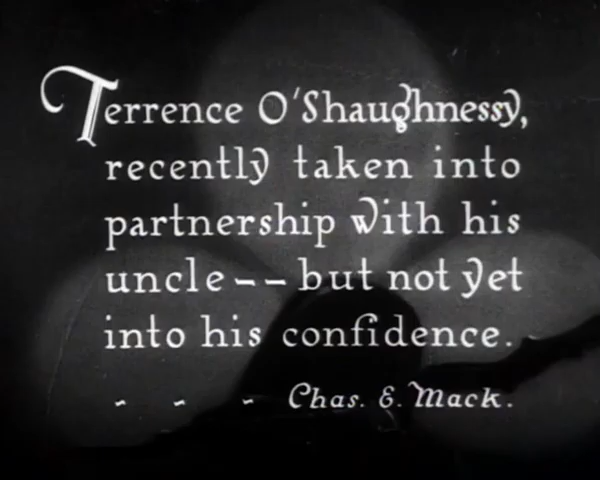 Terrence O'Shaughnessy,
recently taken into
partnership with his
uncle -- but not yet
into his confidence.
- - - Chas. E. Mack.